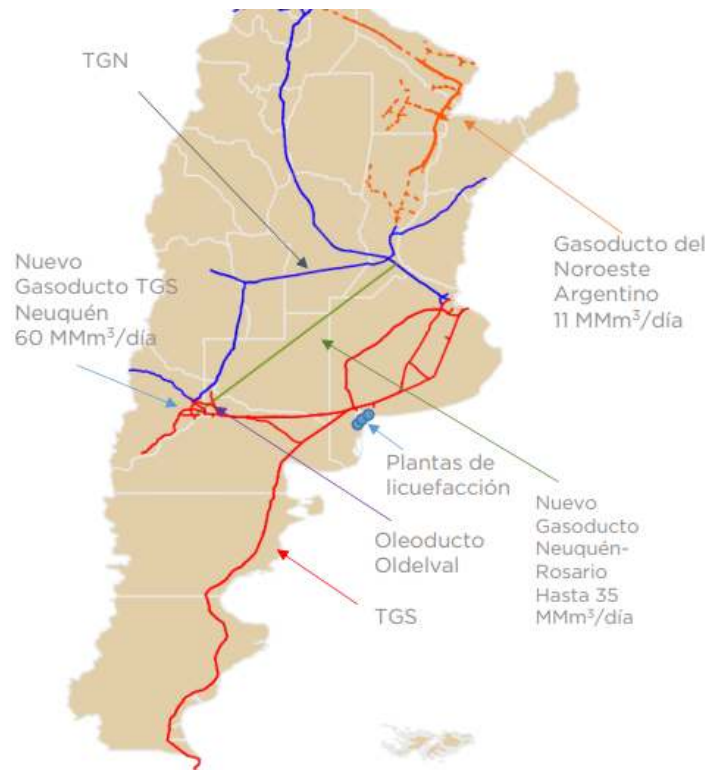 TGN
Nuevo
Gasoducto TGS
Neuquén
60 MMm³/día
Gasoducto del
Noroeste
Argentino
11 MMm³/día
Plantas de
licuefacción
Oleoducto
Oldelval
TGS
Nuevo
Gasoducto
Neuquén-
Rosario
Hasta 35
MMm³/día